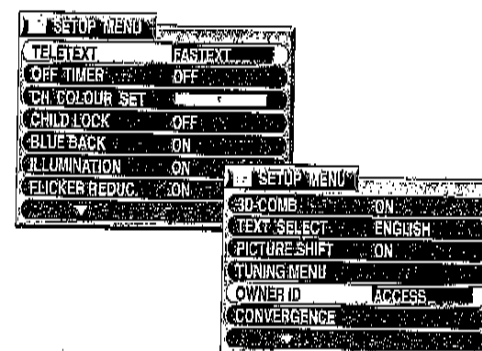 SETUP MENU
TELETEXT FASTEXT
OFF TIMER OFF
CH. COLOUR SET
CHILD LOCK OFF
BLUE BACK ON
ILLUMINATION ON
FLICKER REDUC. ON
SETUP MENU
3D-COMB ON
TEXT SELECT ENGLISH
PICTURE SHIFT ON
TUNING MENU
OWNER ID ACCESS
CONVERGENCE